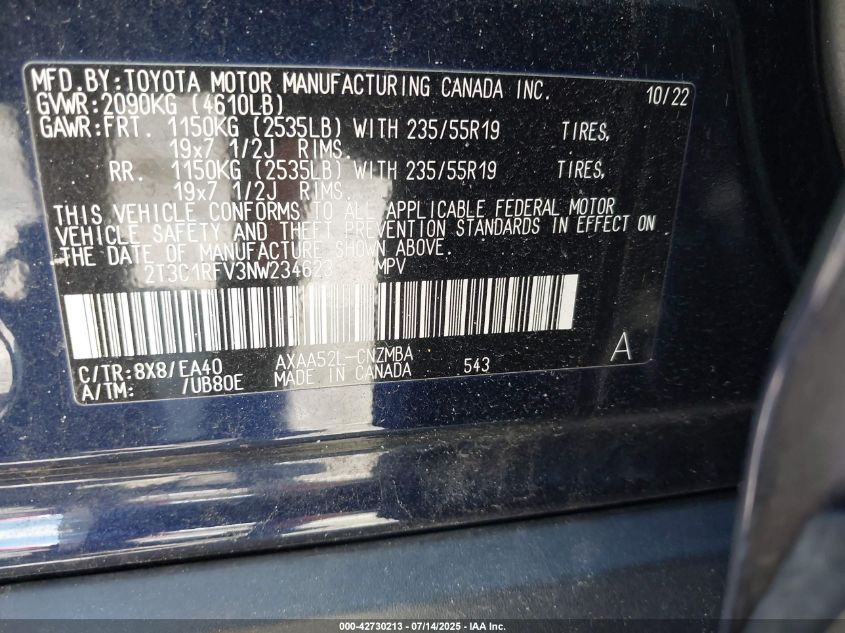 MFD.BY:TOYOTA MOTOR MANUFACTURING CANADA INC. 10/22
GVWR:2090KG (4610LB)
GAWR:FRT. 1150KG (2535LB) WITH 235/55R19 TIRES,
19x7 1/2J RIMS.
RR. 1150KG (2535LB) WITH 235/55R19 TIRES,
19x7 1/2J RIMS.
THIS VEHICLE CONFORMS TO ALL APPLICABLE FEDERAL MOTOR
VEHICLE SAFETY AND THEFT PREVENTION STANDARDS IN EFFECT ON
THE DATE OF MANUFACTURE SHOWN ABOVE.
2T3C1RFV3NW234623 MPV
C/TR:8X8/EA40 AXAA52L-CNZMBA 543 A
A/TM: /UB80E MADE IN CANADA
000-42730213 - 07/14/2025 - IAA Inc.